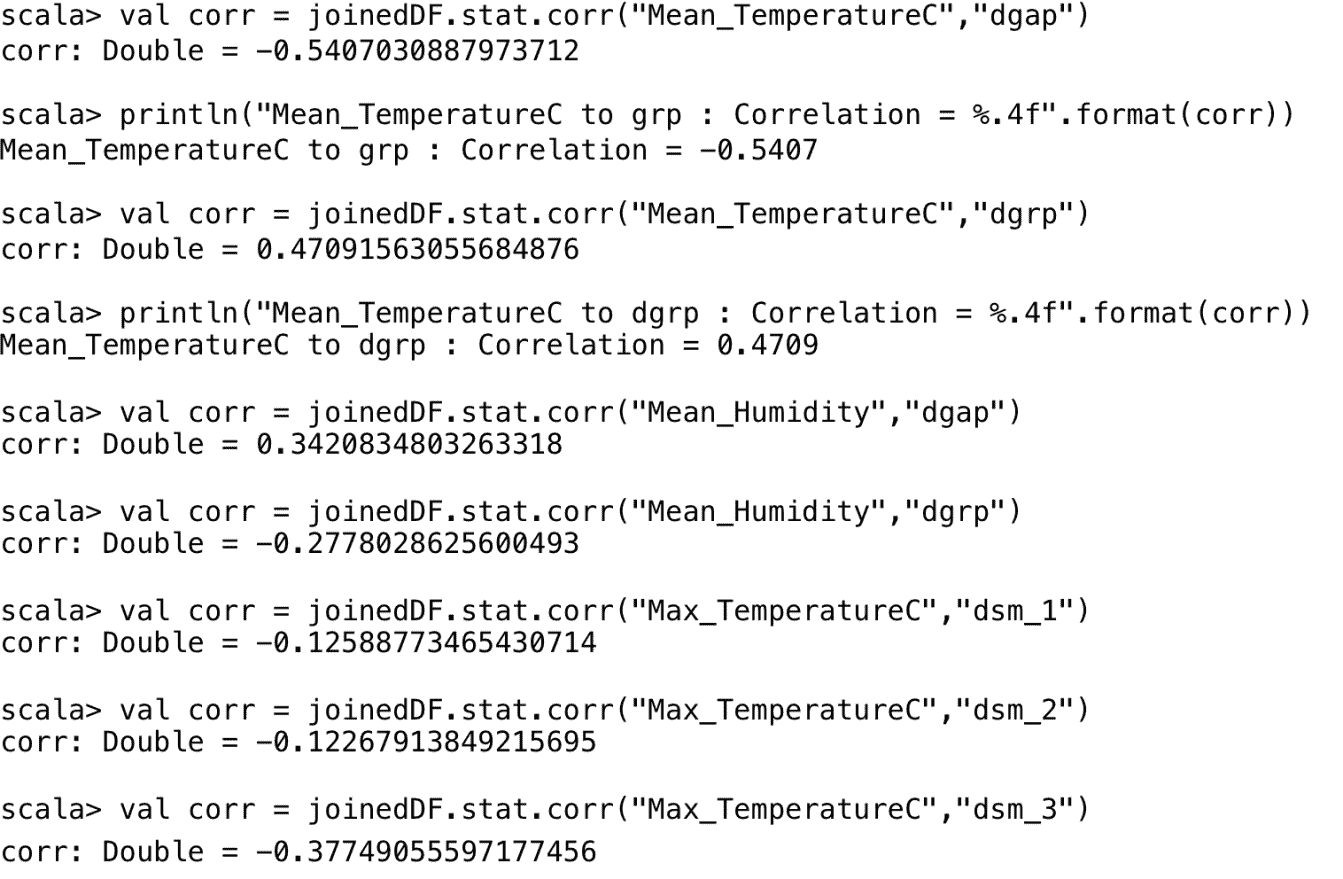 scala> val corr = joinedDF.stat.corr("Mean_TemperatureC","dgap")
corr: Double = -0.5407030887973712
scala> println("Mean_TemperatureC to grp : Correlation = %.4f".format(corr))
Mean_TemperatureC to grp : Correlation = -0.5407
scala> val corr = joinedDF.stat.corr("Mean_TemperatureC","dgrp")
corr: Double = 0.47091563055684876
scala> println("Mean_TemperatureC to dgrp : Correlation = %.4f".format(corr))
Mean_TemperatureC to dgrp : Correlation = 0.4709
scala> val corr = joinedDF.stat.corr("Mean_Humidity","dgap")
corr: Double = 0.3420834803263318
scala> val corr = joinedDF.stat.corr("Mean_Humidity","dgrp")
corr: Double = -0.2778028625600493
scala> val corr = joinedDF.stat.corr("Max_TemperatureC","dsm_1")
corr: Double = -0.12588773465430714
scala> val corr = joinedDF.stat.corr("Max_TemperatureC","dsm_2")
corr: Double = -0.12267913849215695
scala> val corr = joinedDF.stat.corr("Max_TemperatureC","dsm_3")
corr: Double = -0.37749055597177456